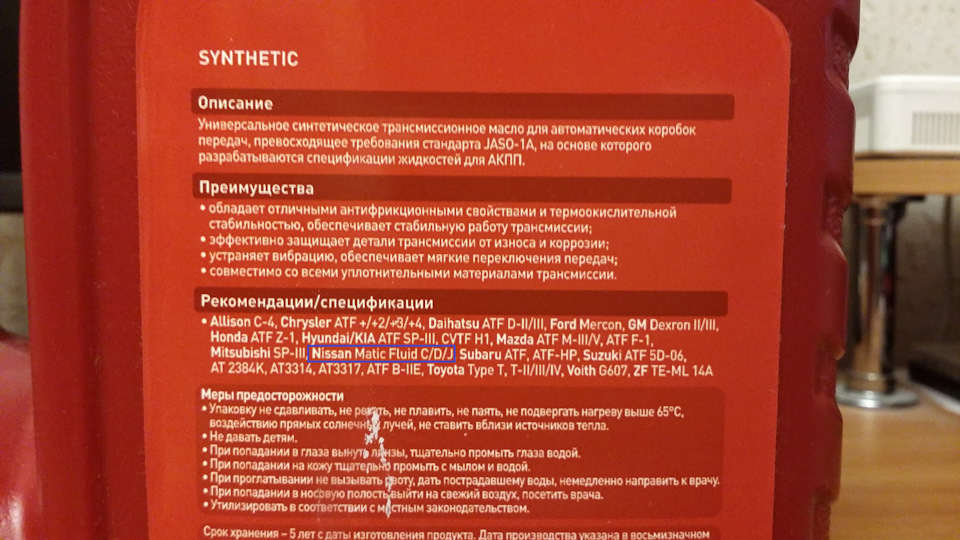 SYNTHETIC
Описание
Универсальное синтетическое трансмиссионное масло для автоматических коробок
передач, превосходящее требования стандарта JASO-1A, на основе которого
разрабатываются спецификации жидкостей для АКПП.
Преимущества
• обладает отличными антифрикционными свойствами и термоокислительной
стабильностью, обеспечивает стабильную работу трансмиссии;
• эффективно защищает детали трансмиссии от износа и коррозии;
• устраняет вибрацию, обеспечивает мягкие переключения передач;
• совместимо со всеми уплотнительными материалами трансмиссии.
Рекомендации/спецификации
• Allison C-4, Chrysler ATF +/+2/+3/+4, Daihatsu ATF D-II/III, Ford Mercon, GM Dexron II/III,
Honda ATF Z-1, Hyundai/KIA ATF SP-III, CVTF H1, Mazda ATF M-III/V, ATF F-1,
Mitsubishi SP-III, Nissan Matic Fluid C/D/J, Subaru ATF, ATF-HP, Suzuki ATF 5D-06,
AT 2384K, AT3314, AT3317, ATF B-IIE, Toyota Type T, T-II/III/IV, Voith G607, ZF TE-ML 14A
Меры предосторожности
• Упаковку не сдавливать, не резать, не плавить, не паять, не подвергать нагреву выше 65°C,
воздействию прямых солнечных лучей, не ставить вблизи источников тепла.
• Не давать детям.
• При попадании в глаза вынуть линзы, тщательно промыть глаза водой.
• При попадании на кожу тщательно промыть с мылом и водой.
• При проглатывании не вызывать рвоту, дать пострадавшему воды, немедленно направить к врачу.
• При попадании в носовую полость выйти на свежий воздух, посетить врача.
• Утилизировать в соответствии с местным законодательством.
Срок хранения – 5 лет с даты изготовления продукта. Дата производства указана в восьмизначном